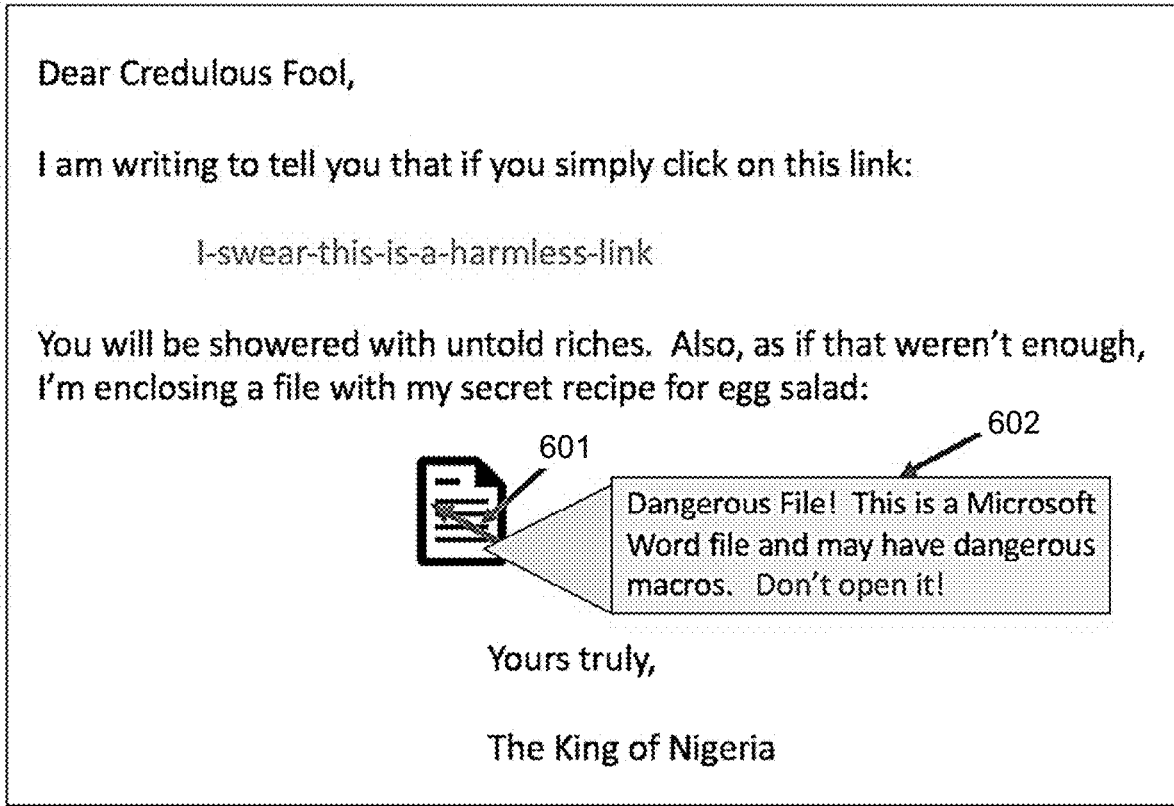 Dear Credulous Fool,
I am writing to tell you that if you simply click on this link:
I-swear-this-is-a-harmless-link
You will be showered with untold riches.  Also, as if that weren't enough,
I'm enclosing a file with my secret recipe for egg salad:
601
602
Dangerous File!  This is a Microsoft
Word file and may have dangerous
macros.  Don't open it!
Yours truly,
The King of Nigeria